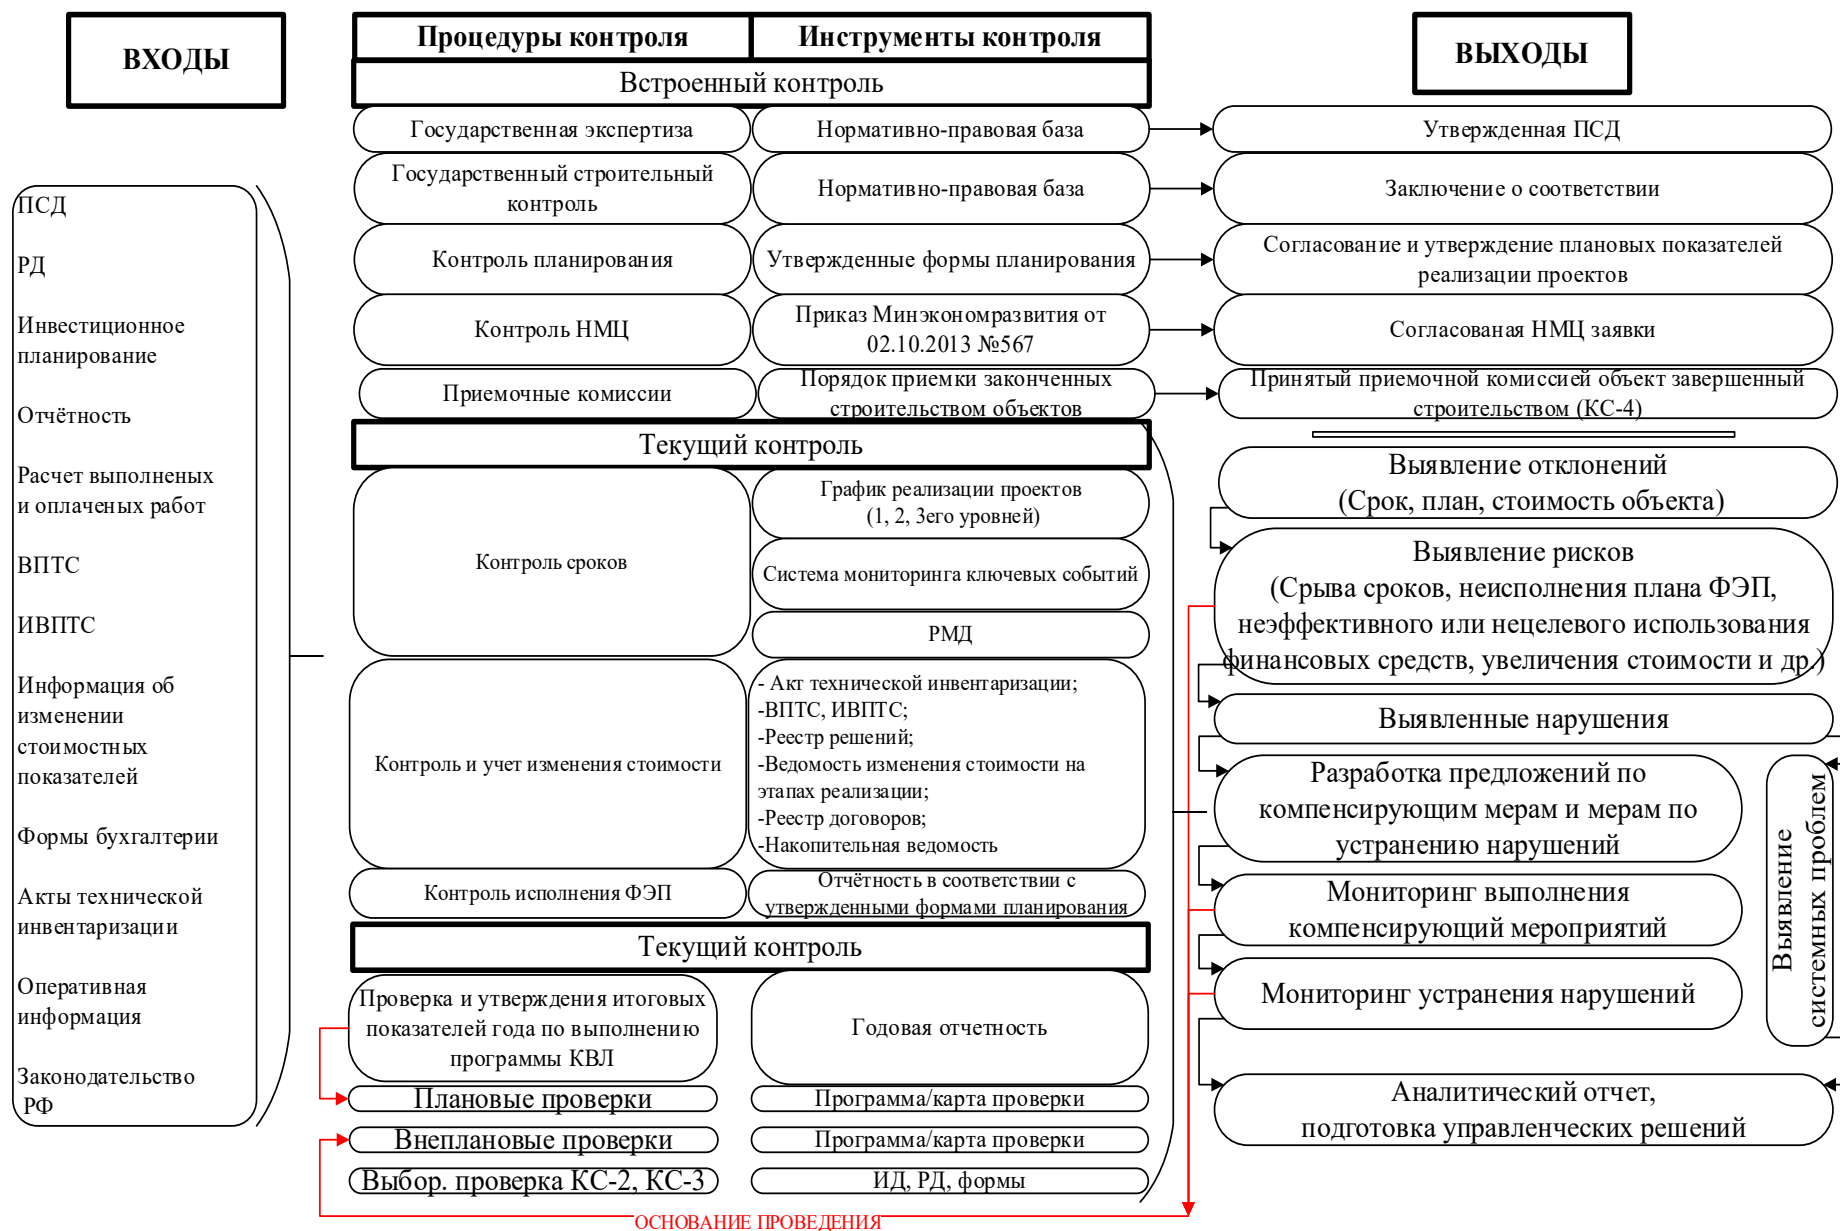 ВХОДЫ
ПСД
РД
Инвестиционное
планирование
Отчётность
Расчет выполненых
и оплаченых работ
ВПТС
ИВПТС
Информация об
изменении
стоимостных
показателей
Формы бухгалтерии
Акты технической
инвентаризации
Оперативная
информация
Законодательство
РФ
Процедуры контроля
Инструменты контроля
Встроенный контроль
Государственная экспертиза
Нормативно-правовая база
Государственный строительный
контроль
Нормативно-правовая база
Контроль планирования
Утвержденные формы планирования
Контроль НМЦ
Приказ Минэкономразвития от
02.10.2013 №567
Приемочные комиссии
Порядок приемки законченных
строительством объектов
Текущий контроль
Контроль сроков
График реализации проектов
(1, 2, 3его уровней)
Система мониторинга ключевых событий
РМД
Контроль и учет изменения стоимости
- Акт технической инвентаризации;
-ВПТС, ИВПТС;
-Реестр решений;
-Ведомость изменения стоимости на
этапах реализации;
-Реестр договоров;
-Накопительная ведомость
Контроль исполнения ФЭП
Отчётность в соответствии с
утвержденными формами планирования
Текущий контроль
Проверка и утверждения итоговых
показателей года по выполнению
программы КВЛ
Годовая отчетность
Плановые проверки
Программа/карта проверки
Внеплановые проверки
Программа/карта проверки
Выбор. проверка КС-2, КС-3
ИД, РД, формы
ОСНОВАНИЕ ПРОВЕДЕНИЯ
ВЫХОДЫ
Утвержденная ПСД
Заключение о соответствии
Согласование и утверждение плановых показателей
реализации проектов
Согласованая НМЦ заявки
Принятый приемочной комиссией объект завершенный
строительством (КС-4)
Выявление отклонений
(Срок, план, стоимость объекта)
Выявление рисков
(Срыва сроков, неисполнения плана ФЭП,
неэффективного или нецелевого использования
финансовых средств, увеличения стоимости и др.)
Выявленные нарушения
Разработка предложений по
компенсирующим мерам и мерам по
устранению нарушений
Мониторинг выполнения
компенсирующий мероприятий
Мониторинг устранения нарушений
Аналитический отчет,
подготовка управленческих решений
Выявление
системных проблем